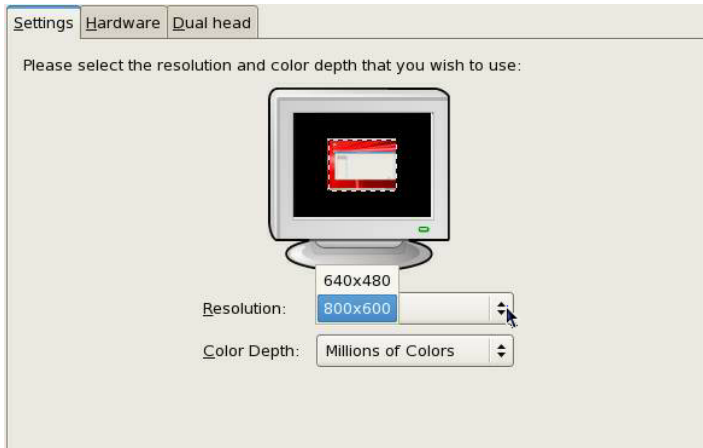 Settings Hardware Dual head
Please select the resolution and color depth that you wish to use:
640x480
Resolution: 800x600
Color Depth: Millions of Colors